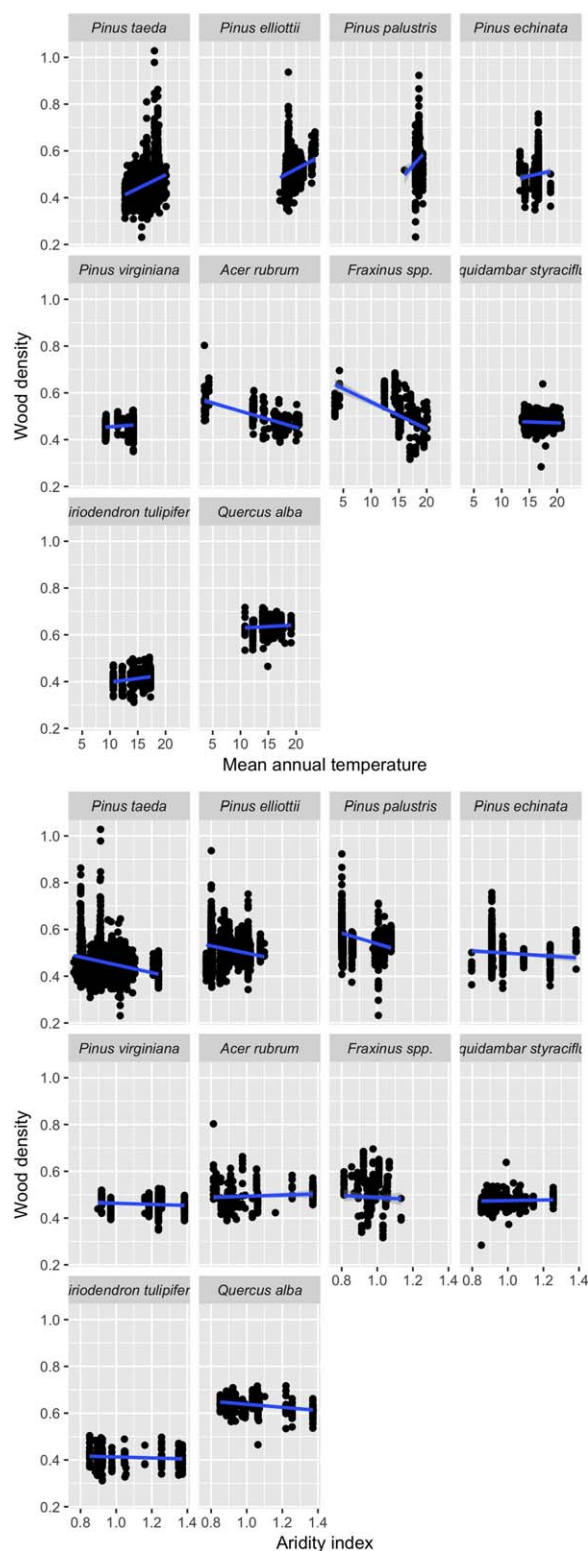 Pinus taeda Pinus elliottii Pinus palustris Pinus echinata
1.0
0.8
0.6
0.4
0.2
Pinus virginiana Acer rubrum Fraxinus spp. quidambar styraciflu
1.0
0.8
0.6
0.4
0.2
Wood density
5 10 15 20 5 10 15 20
iriodendron tulipifer Quercus alba
1.0
0.8
0.6
0.4
0.2
5 10 15 20 5 10 15 20
Mean annual temperature
Pinus taeda Pinus elliottii Pinus palustris Pinus echinata
1.0
0.8
0.6
0.4
0.2
Pinus virginiana Acer rubrum Fraxinus spp. quidambar styraciflu
1.0
0.8
0.6
0.4
0.2
Wood density
0.8 1.0 1.2 1.4 0.8 1.0 1.2 1.4
iriodendron tulipifer Quercus alba
1.0
0.8
0.6
0.4
0.2
0.8 1.0 1.2 1.4 0.8 1.0 1.2 1.4
Aridity index